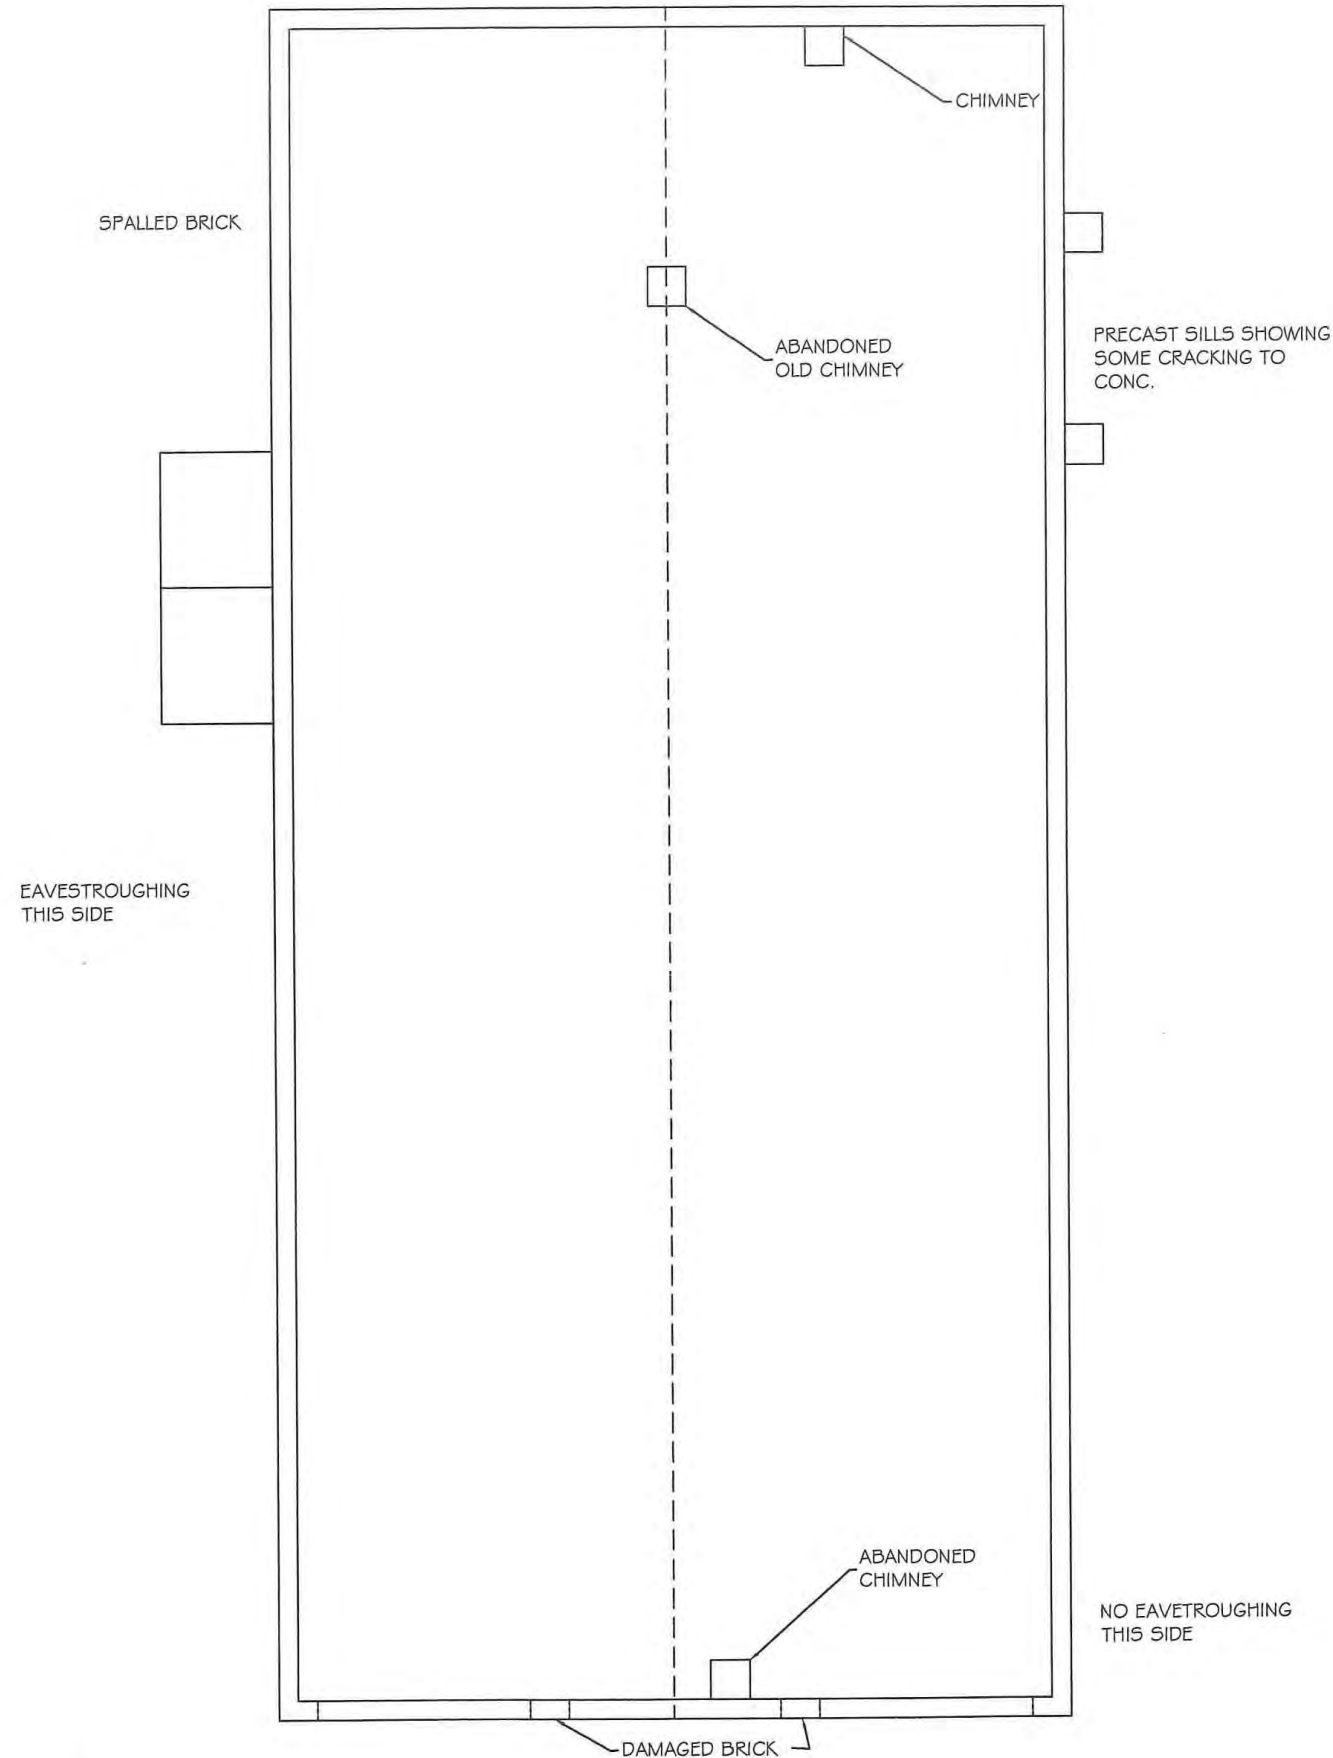 CHIMNEY
SPALLED BRICK
ABANDONED
OLD CHIMNEY
PRECAST SILLS SHOWING
SOME CRACKING TO
CONC.
EAVESTROUGHING
THIS SIDE
ABANDONED
CHIMNEY
NO EAVETROUGHING
THIS SIDE
DAMAGED BRICK